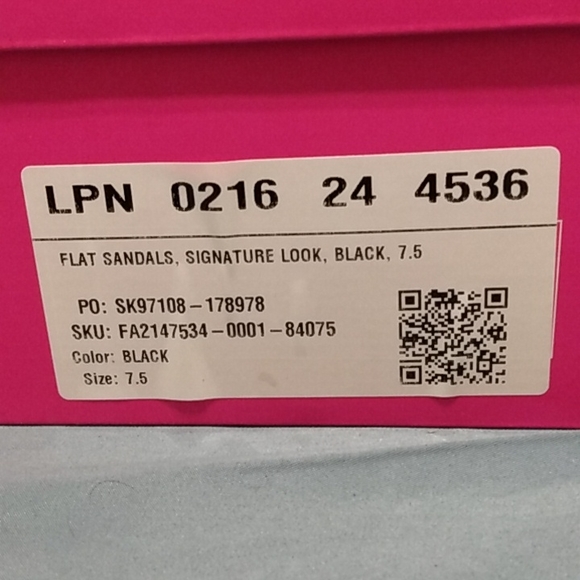 LPN 0216 24 4536
FLAT SANDALS, SIGNATURE LOOK, BLACK, 7.5
PO: SK97108-178978
SKU: FA2147534-0001-84075
Color: BLACK
Size: 7.5